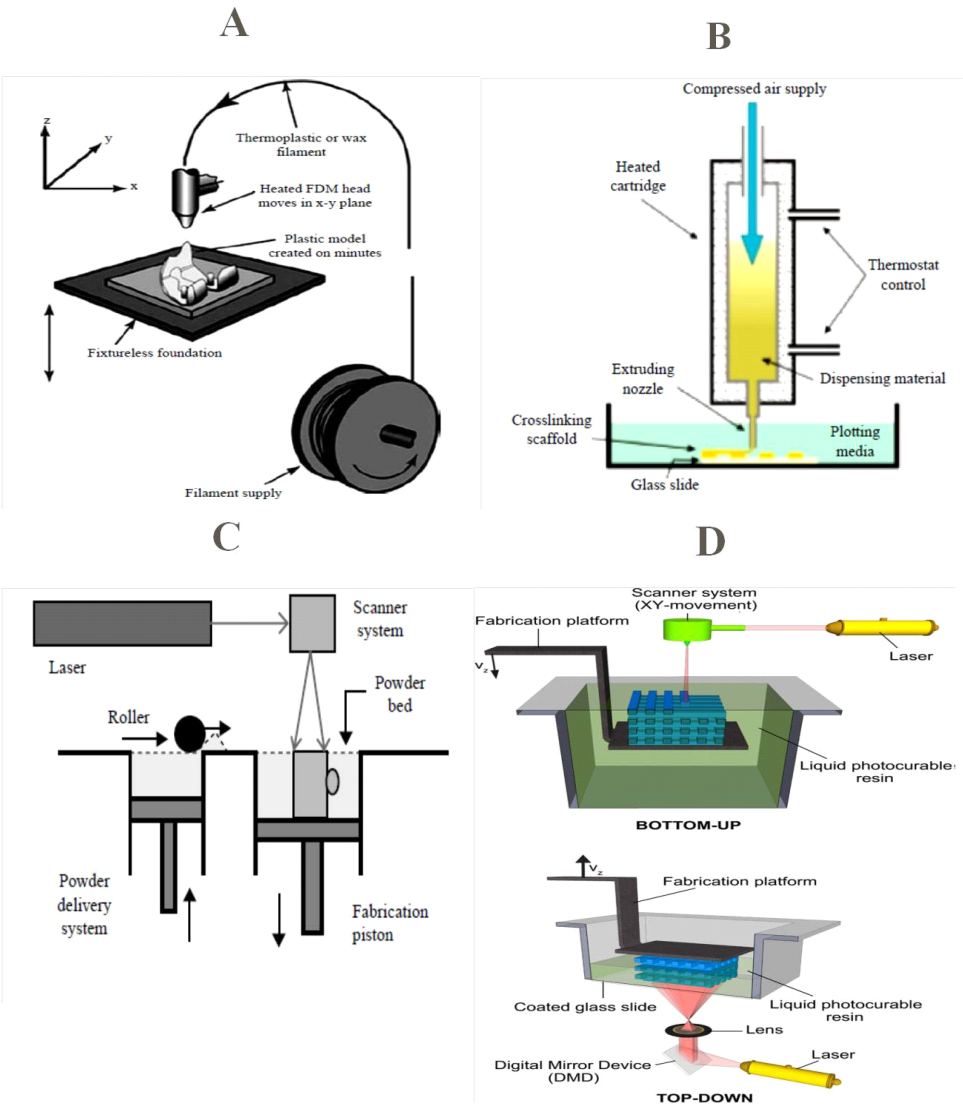 A
z
y
x
Thermoplastic or wax
filament
Heated FDM head
moves in x-y plane
Plastic model
created on minutes
Fixtureless foundation
Filament supply
B
Compressed air supply
Heated
cartridge
Thermostat
control
Extruding
nozzle
Dispensing material
Crosslinking
scaffold
Plotting
media
Glass slide
C
Laser
Scanner
system
Powder
bed
Roller
Powder
delivery
system
Fabrication
piston
D
Scanner system
(XY-movement)
Fabrication platform
Laser
vz
Liquid photocurable
resin
BOTTOM-UP
vz
Fabrication platform
Coated glass slide
Liquid photocurable
resin
Lens
Laser
Digital Mirror Device
(DMD)
TOP-DOWN